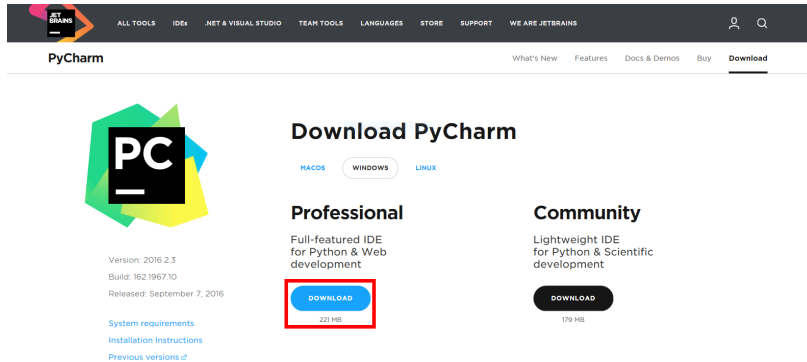 JET
BRAINS
ALL TOOLS IDEs .NET & VISUAL STUDIO TEAM TOOLS LANGUAGES STORE SUPPORT WE ARE JETBRAINS
PyCharm
What's New Features Docs & Demos Buy Download
PC
Version: 2016.2.3
Build: 162.1967.10
Released: September 7, 2016
System requirements
Installation Instructions
Previous versions
Download PyCharm
MACOS WINDOWS LINUX
Professional
Full-featured IDE
for Python & Web
development
DOWNLOAD
221 MB
Community
Lightweight IDE
for Python & Scientific
development
DOWNLOAD
179 MB